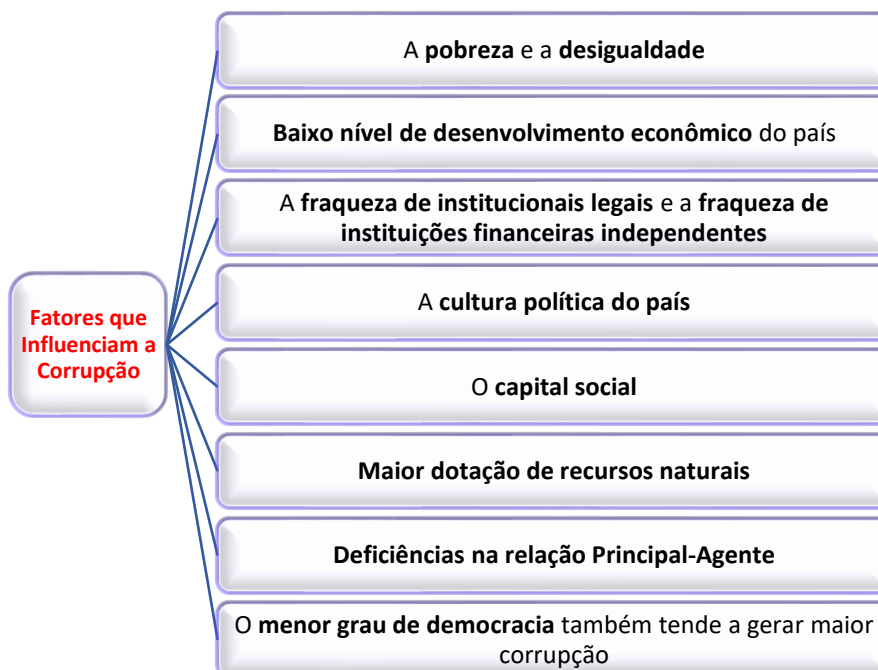 A pobreza e a desigualdade
Baixo nível de desenvolvimento econômico do país
A fraqueza de institucionais legais e a fraqueza de
instituições financeiras independentes
A cultura política do país
Fatores que
Influenciam a
Corrupção
O capital social
Maior dotação de recursos naturais
Deficiências na relação Principal-Agente
O menor grau de democracia também tende a gerar maior
corrupção